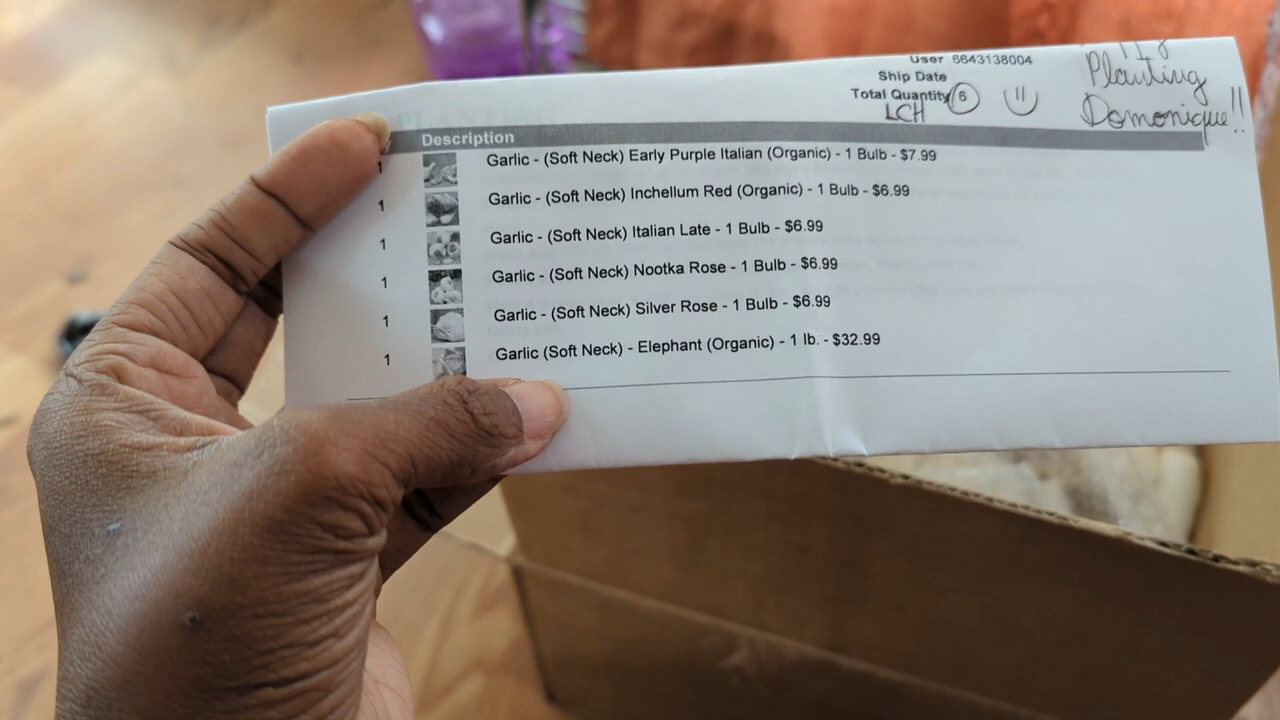 User 6643138004
Ship Date
Total Quantity 6
LCH
Planting
Domonique!!
Description
1 Garlic - (Soft Neck) Early Purple Italian (Organic) - 1 Bulb - $7.99
1 Garlic - (Soft Neck) Inchellum Red (Organic) - 1 Bulb - $6.99
1 Garlic - (Soft Neck) Italian Late - 1 Bulb - $6.99
1 Garlic - (Soft Neck) Nootka Rose - 1 Bulb - $6.99
1 Garlic - (Soft Neck) Silver Rose - 1 Bulb - $6.99
1 Garlic (Soft Neck) - Elephant (Organic) - 1 lb. - $32.99